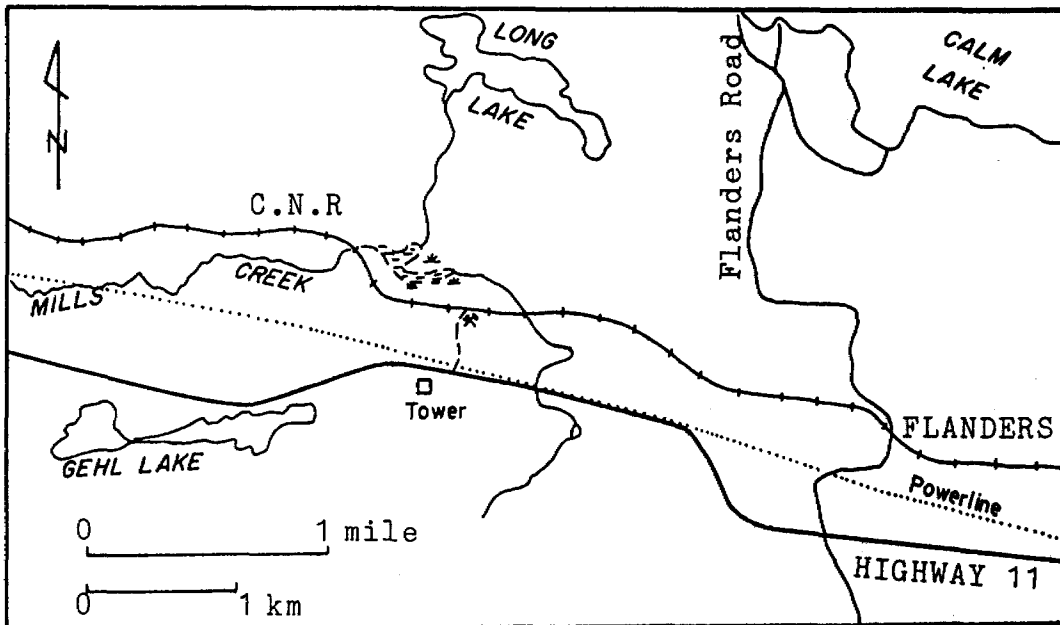 LONG
LAKE
CALM
LAKE
Flanders Road
N
C.N.R
MILLS
CREEK
Tower
GEHL LAKE
FLANDERS
Powerline
HIGHWAY 11
0 1 mile
0 1 km